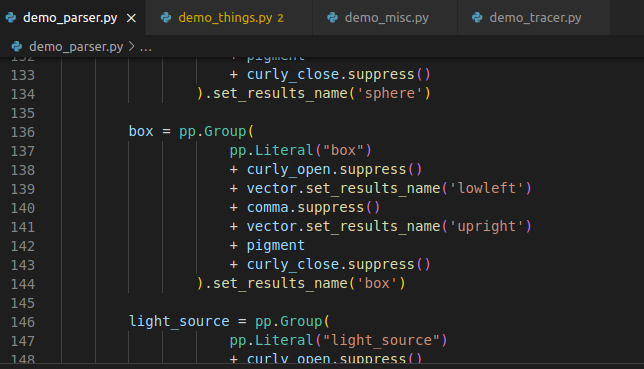 demo_parser.py × demo_things.py 2 demo_misc.py demo_tracer.py
demo_parser.py > ...
132 + pigment
133 + curly_close.suppress()
134 ).set_results_name('sphere')
135
136 box = pp.Group(
137 pp.Literal("box")
138 + curly_open.suppress()
139 + vector.set_results_name('lowleft')
140 + comma.suppress()
141 + vector.set_results_name('upright')
142 + pigment
143 + curly_close.suppress()
144 ).set_results_name('box')
145
146 light_source = pp.Group(
147 pp.Literal("light_source")
148 + curly_open.suppress()